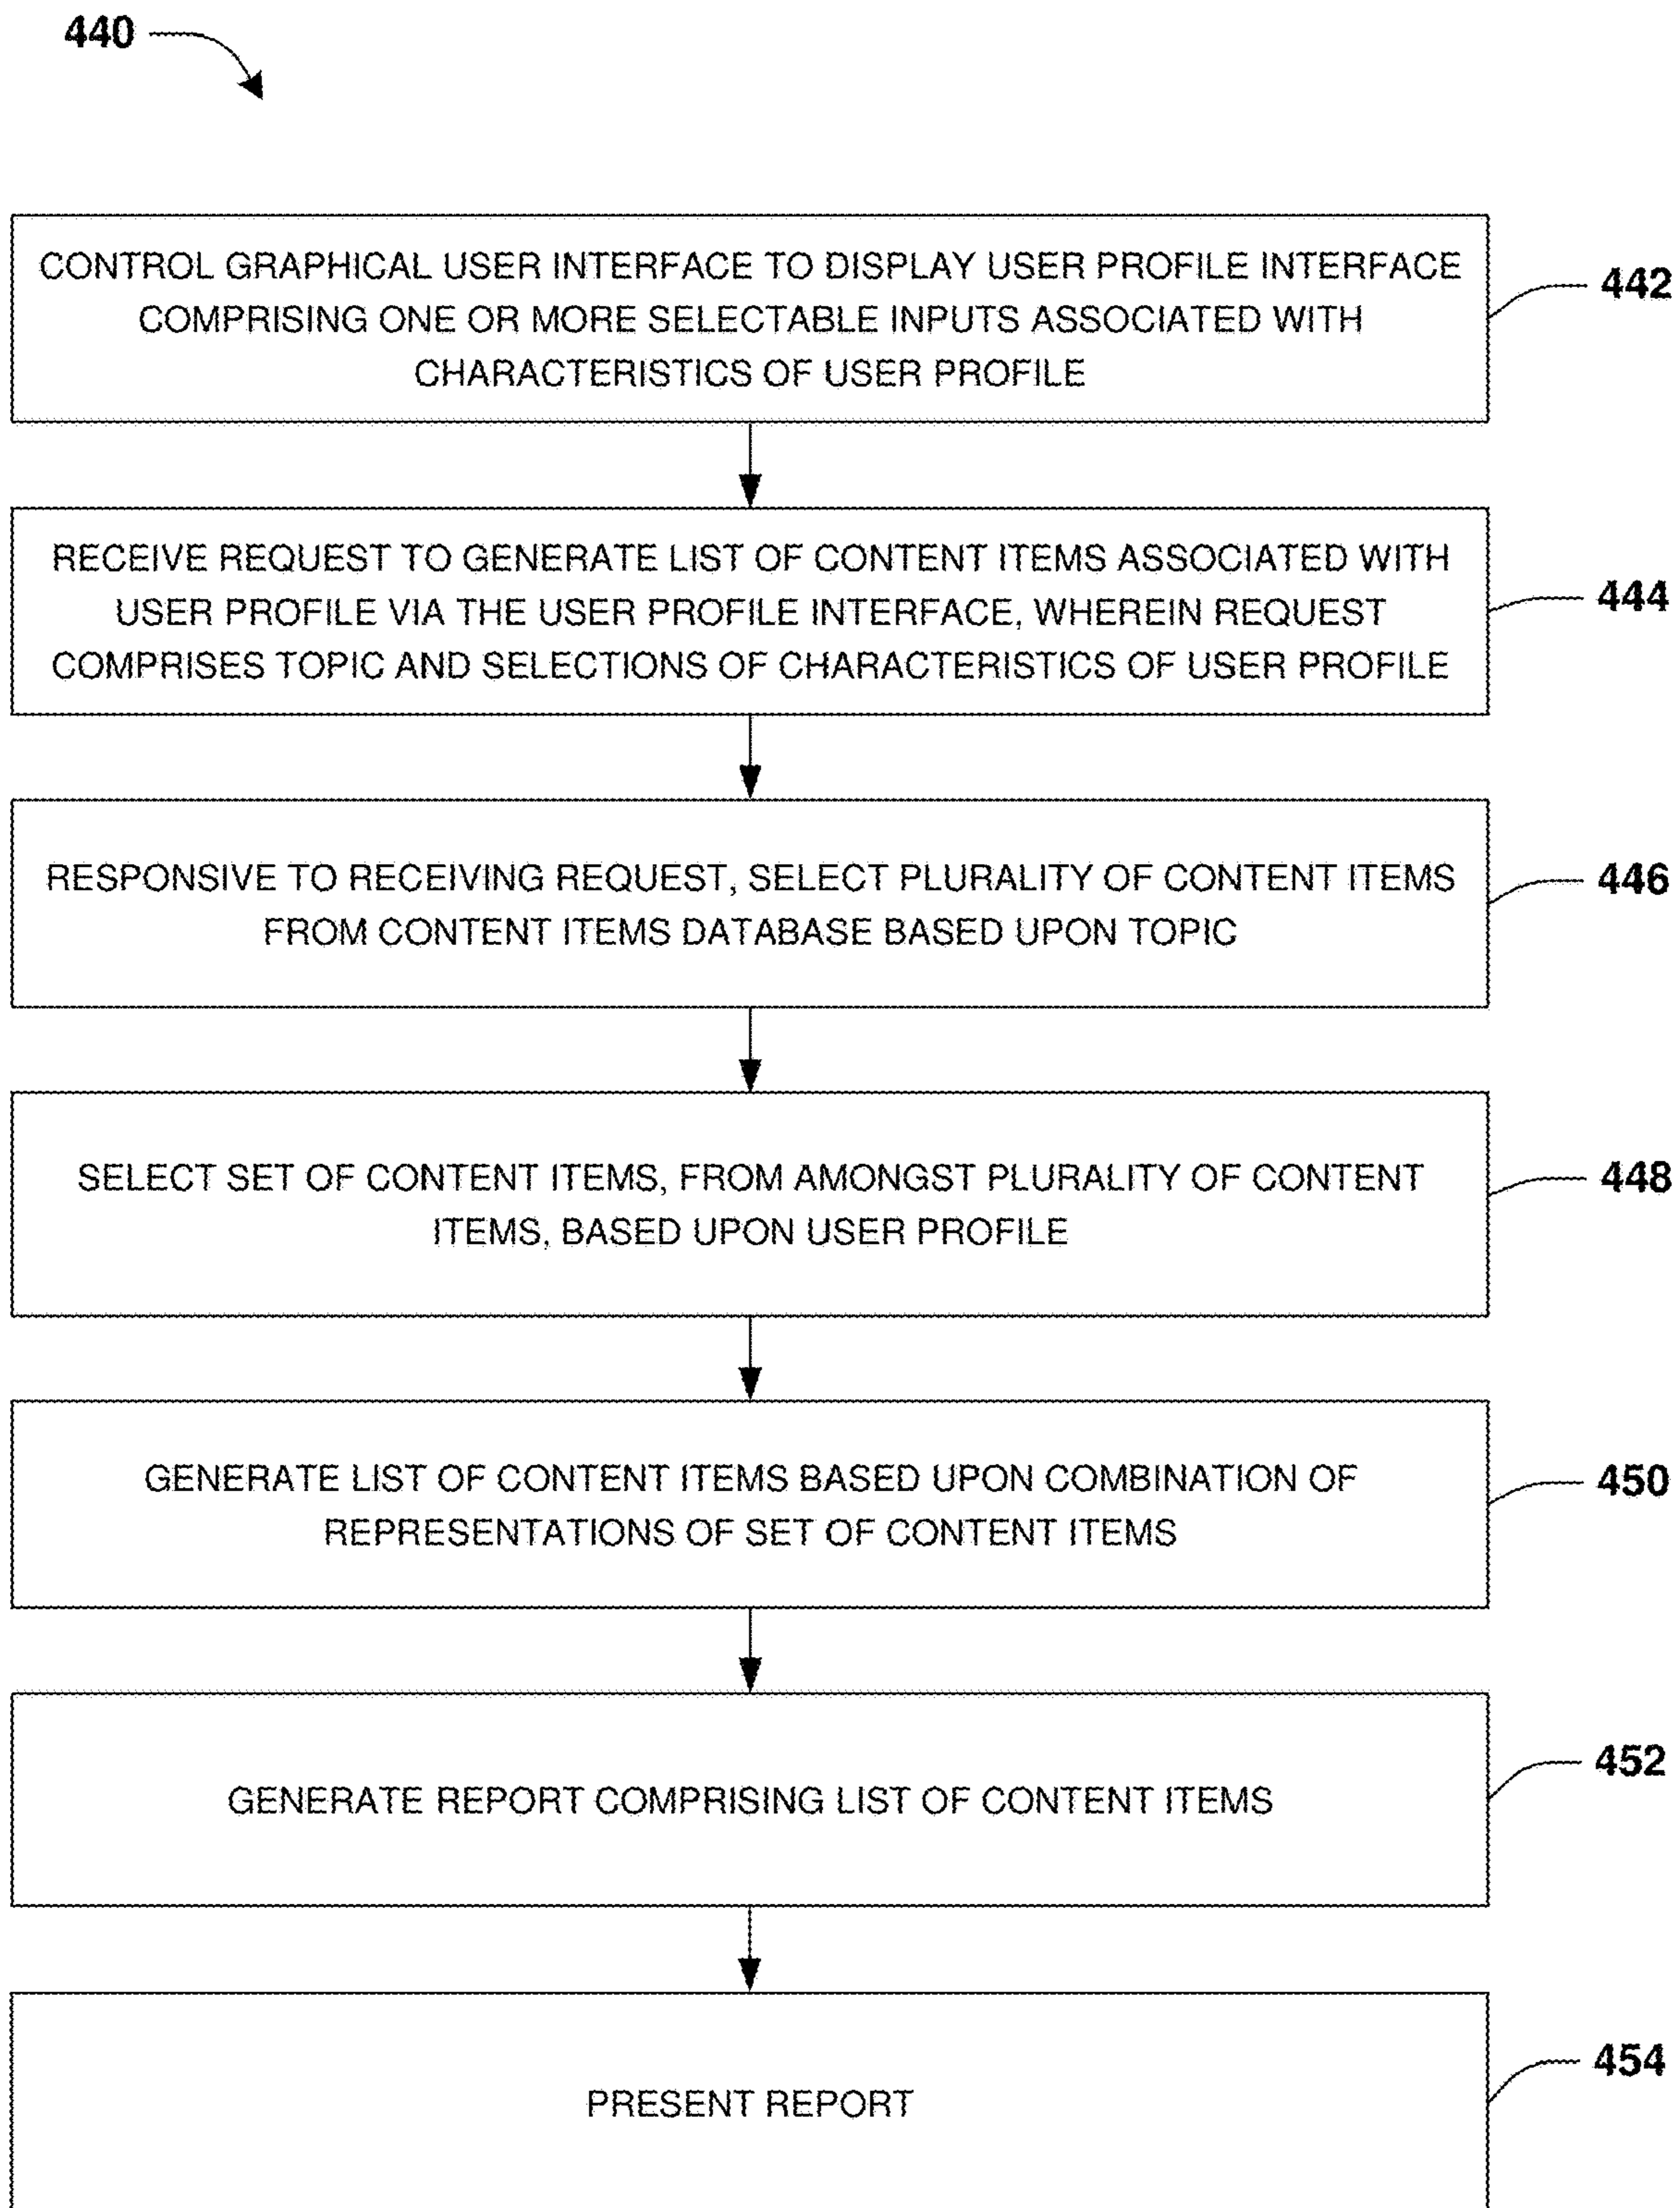 440
CONTROL GRAPHICAL USER INTERFACE TO DISPLAY USER PROFILE INTERFACE
COMPRISING ONE OR MORE SELECTABLE INPUTS ASSOCIATED WITH
CHARACTERISTICS OF USER PROFILE
442
RECEIVE REQUEST TO GENERATE LIST OF CONTENT ITEMS ASSOCIATED WITH
USER PROFILE VIA THE USER PROFILE INTERFACE, WHEREIN REQUEST
COMPRISES TOPIC AND SELECTIONS OF CHARACTERISTICS OF USER PROFILE
444
RESPONSIVE TO RECEIVING REQUEST, SELECT PLURALITY OF CONTENT ITEMS
FROM CONTENT ITEMS DATABASE BASED UPON TOPIC
446
SELECT SET OF CONTENT ITEMS, FROM AMONGST PLURALITY OF CONTENT
ITEMS, BASED UPON USER PROFILE
448
GENERATE LIST OF CONTENT ITEMS BASED UPON COMBINATION OF
REPRESENTATIONS OF SET OF CONTENT ITEMS
450
GENERATE REPORT COMPRISING LIST OF CONTENT ITEMS
452
PRESENT REPORT
454